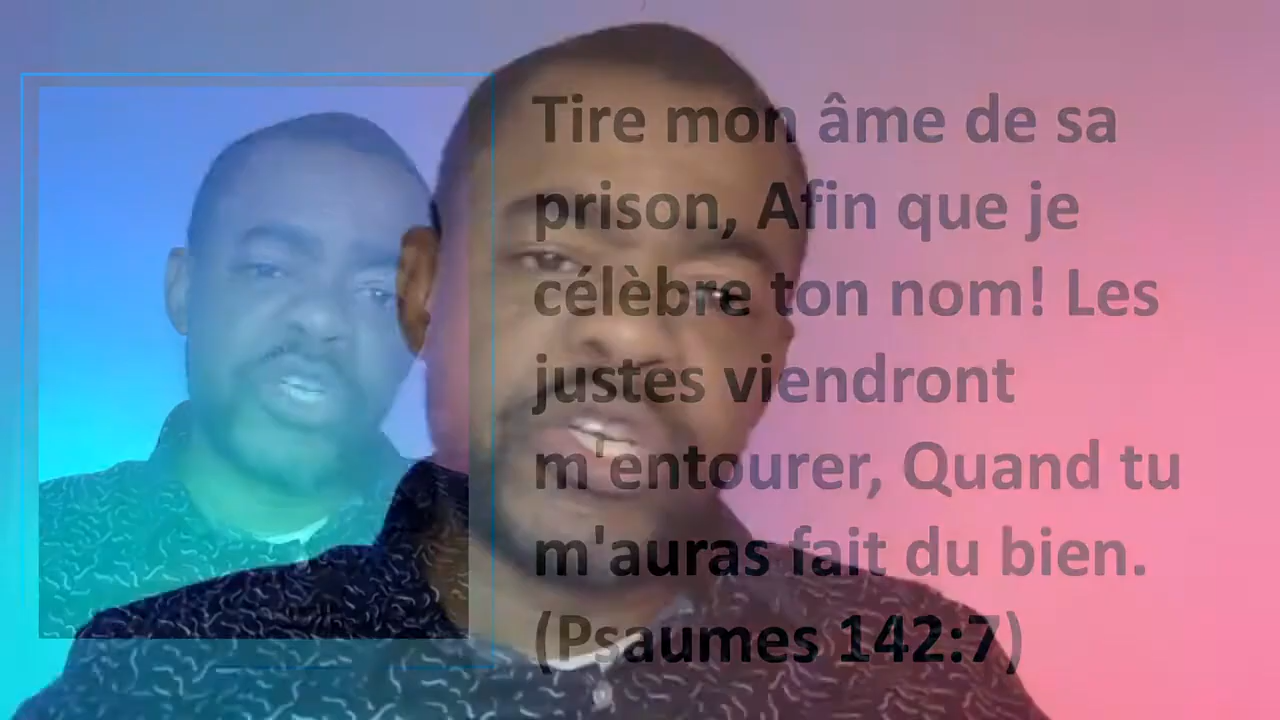 Tire mon âme de sa
prison, Afin que je
célèbre ton nom! Les
justes viendront
m'entourer, Quand tu
m'auras fait du bien.
(Psaumes 142:7)